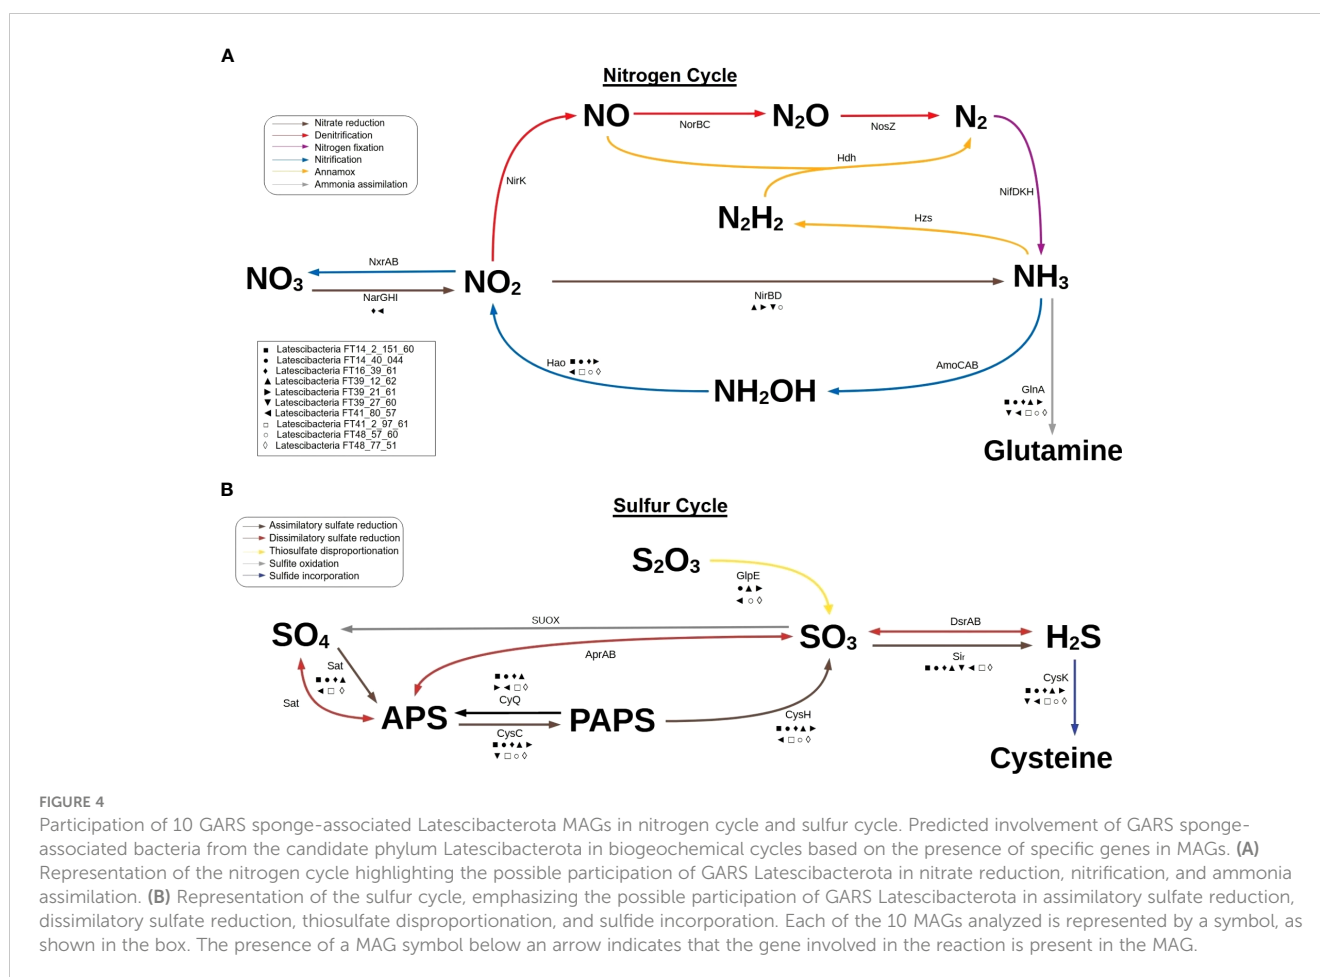 A
Nitrogen Cycle
Nitrate reduction
Denitrification
Nitrogen fixation
Nitrification
Annamox
Ammonia assimilation
NO
NorBC
N₂O
NosZ
N₂
Hdh
NirK
N₂H₂
Hzs
NifDKH
NO₃
NxrAB
NarGHI
♦◄
NO₂
NirBD
▲►▼○
NH₃
Hao ■●♦►
◄□○◊
NH₂OH
AmoCAB
GlnA
■●♦▲►
▼◄□○◊
Glutamine
■ Latescibacteria FT14_2_151_60
● Latescibacteria FT14_40_044
♦ Latescibacteria FT16_39_61
▲ Latescibacteria FT39_12_62
► Latescibacteria FT39_21_61
▼ Latescibacteria FT39_27_60
◄ Latescibacteria FT41_80_57
□ Latescibacteria FT41_2_97_61
○ Latescibacteria FT48_57_60
◊ Latescibacteria FT48_77_51
B
Sulfur Cycle
Assimilatory sulfate reduction
Dissimilatory sulfate reduction
Thiosulfate disproportionation
Sulfite oxidation
Sulfide incorporation
S₂O₃
GlpE
●▲►
◄○◊
SO₄
SUOX
SO₃
DsrAB
Sir
■●♦▲▼◄□◊
H₂S
AprAB
Sat
■●♦▲
◄□◊
Sat
APS
■●♦▲
►◄□◊
CyQ
CysC
■●♦▲►
▼□○◊
PAPS
CysH
■●♦▲►
◄□○◊
CysK
■●♦▲►
▼◄□○◊
Cysteine
FIGURE 4
Participation of 10 GARS sponge-associated Latescibacterota MAGs in nitrogen cycle and sulfur cycle. Predicted involvement of GARS sponge-
associated bacteria from the candidate phylum Latescibacterota in biogeochemical cycles based on the presence of specific genes in MAGs. (A)
Representation of the nitrogen cycle highlighting the possible participation of GARS Latescibacterota in nitrate reduction, nitrification, and ammonia
assimilation. (B) Representation of the sulfur cycle, emphasizing the possible participation of GARS Latescibacterota in assimilatory sulfate reduction,
dissimilatory sulfate reduction, thiosulfate disproportionation, and sulfide incorporation. Each of the 10 MAGs analyzed is represented by a symbol, as
shown in the box. The presence of a MAG symbol below an arrow indicates that the gene involved in the reaction is present in the MAG.